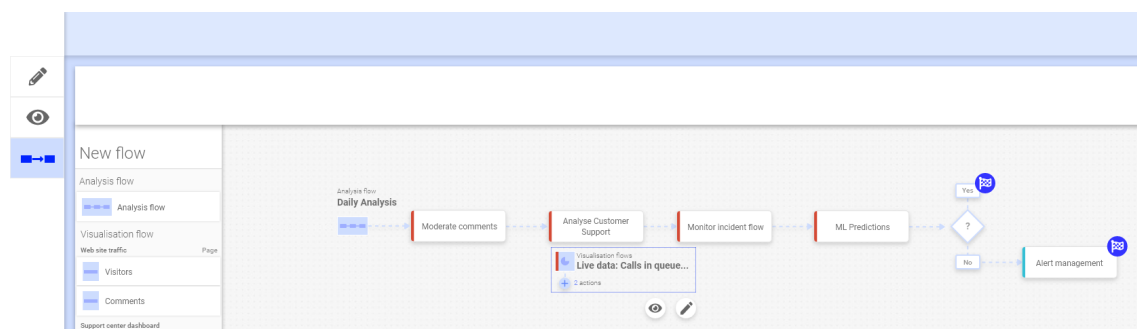 New flow
Analysis flow
Analysis flow
Visualisation flow
Web site traffic Page
Visitors
Comments
Support center dashboard
Analysis flow
Daily Analysis
Moderate comments
Analyse Customer
Support
Monitor incident flow
ML Predictions
Yes
?
No
Alert management
Visualisation flows
Live data: Calls in queue...
2 actions